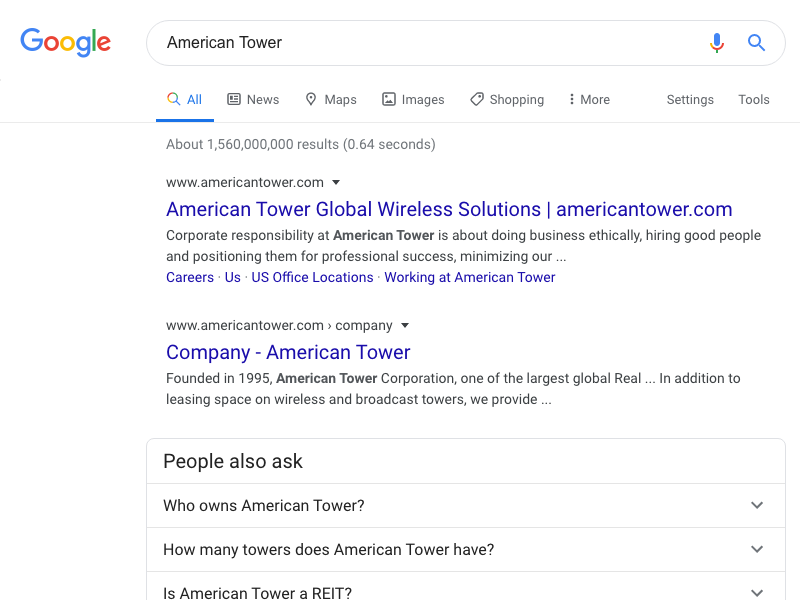 Google
American Tower
All News Maps Images Shopping More Settings Tools
About 1,560,000,000 results (0.64 seconds)
www.americantower.com
American Tower Global Wireless Solutions | americantower.com
Corporate responsibility at American Tower is about doing business ethically, hiring good people
and positioning them for professional success, minimizing our ...
Careers · Us · US Office Locations · Working at American Tower
www.americantower.com › company
Company - American Tower
Founded in 1995, American Tower Corporation, one of the largest global Real ... In addition to
leasing space on wireless and broadcast towers, we provide ...
People also ask
Who owns American Tower?
How many towers does American Tower have?
Is American Tower a REIT?